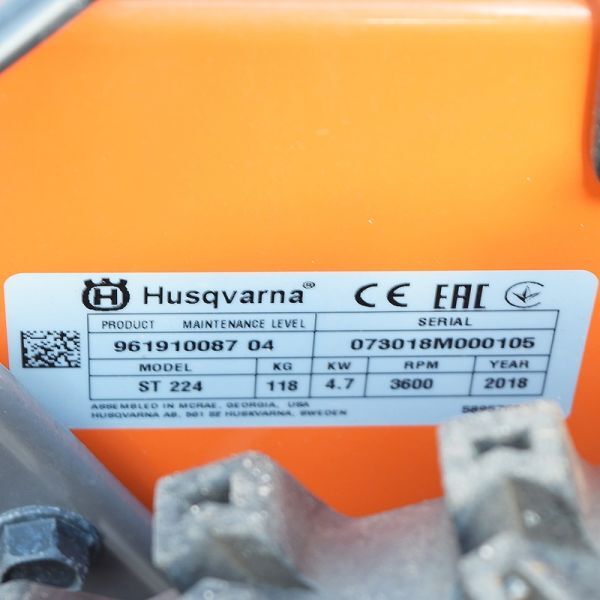 Husqvarna® CE EAC
PRODUCT MAINTENANCE LEVEL SERIAL
961910087 04 073018M000105
MODEL KG KW RPM YEAR
ST 224 118 4.7 3600 2018
ASSEMBLED IN MCRAE, GEORGIA, USA
HUSQVARNA AB, 561 82 HUSKVARNA, SWEDEN